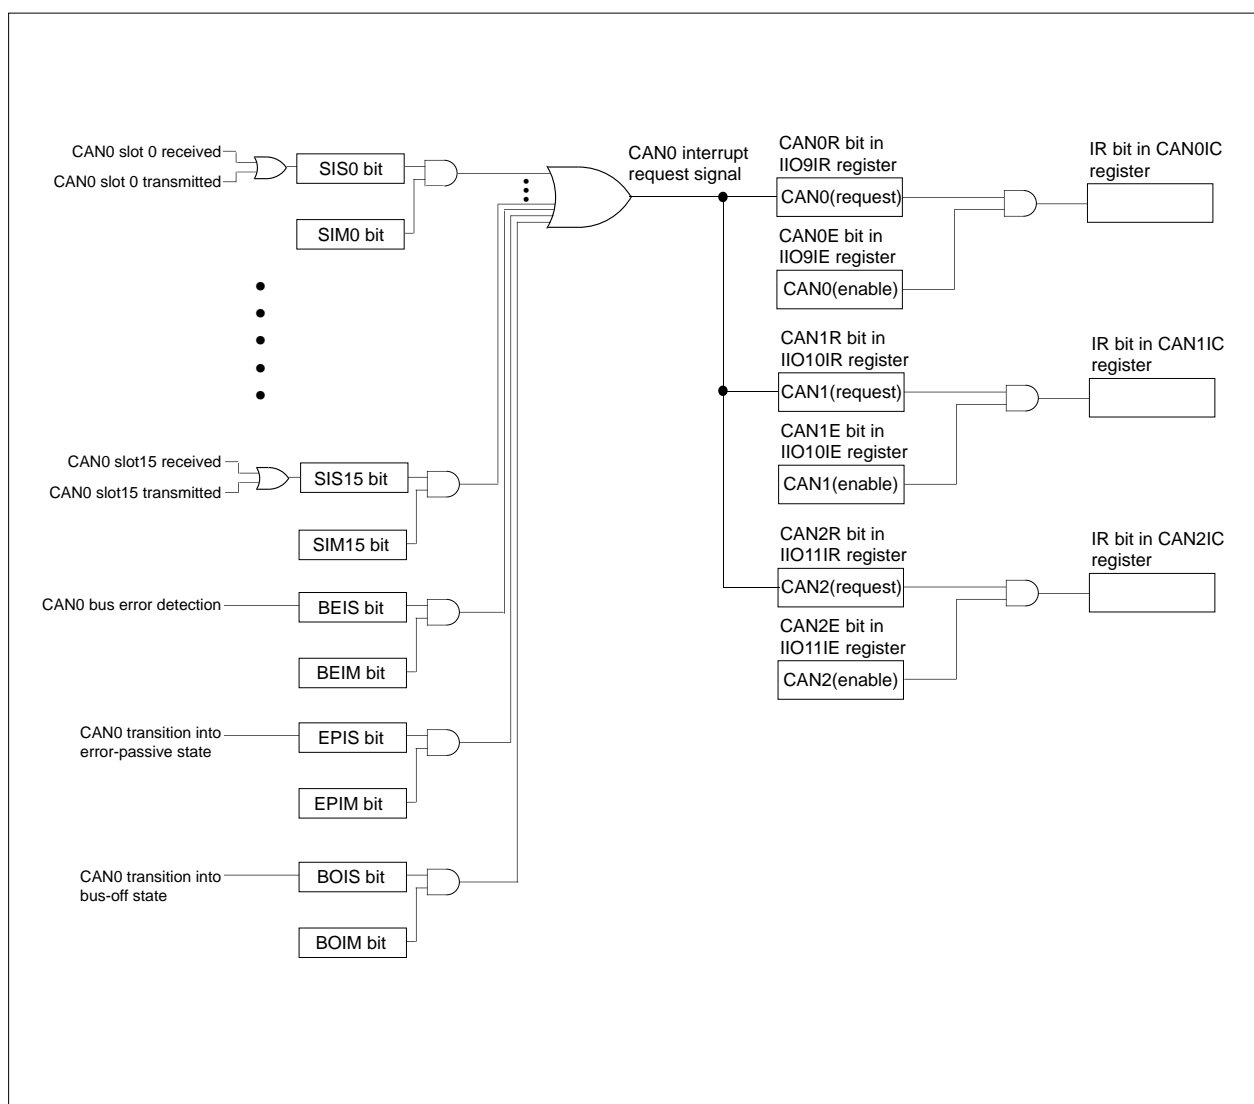 CAN0 slot 0 received
CAN0 slot 0 transmitted
SIS0 bit
SIM0 bit
CAN0 slot15 received
CAN0 slot15 transmitted
SIS15 bit
SIM15 bit
CAN0 bus error detection
BEIS bit
BEIM bit
CAN0 transition into
error-passive state
EPIS bit
EPIM bit
CAN0 transition into
bus-off state
BOIS bit
BOIM bit
CAN0 interrupt
request signal
CAN0R bit in
IIO9IR register
CAN0(request)
CAN0E bit in
IIO9IE register
CAN0(enable)
IR bit in CAN0IC
register
CAN1R bit in
IIO10IR register
CAN1(request)
CAN1E bit in
IIO10IE register
CAN1(enable)
IR bit in CAN1IC
register
CAN2R bit in
IIO11IR register
CAN2(request)
CAN2E bit in
IIO11IE register
CAN2(enable)
IR bit in CAN2IC
register